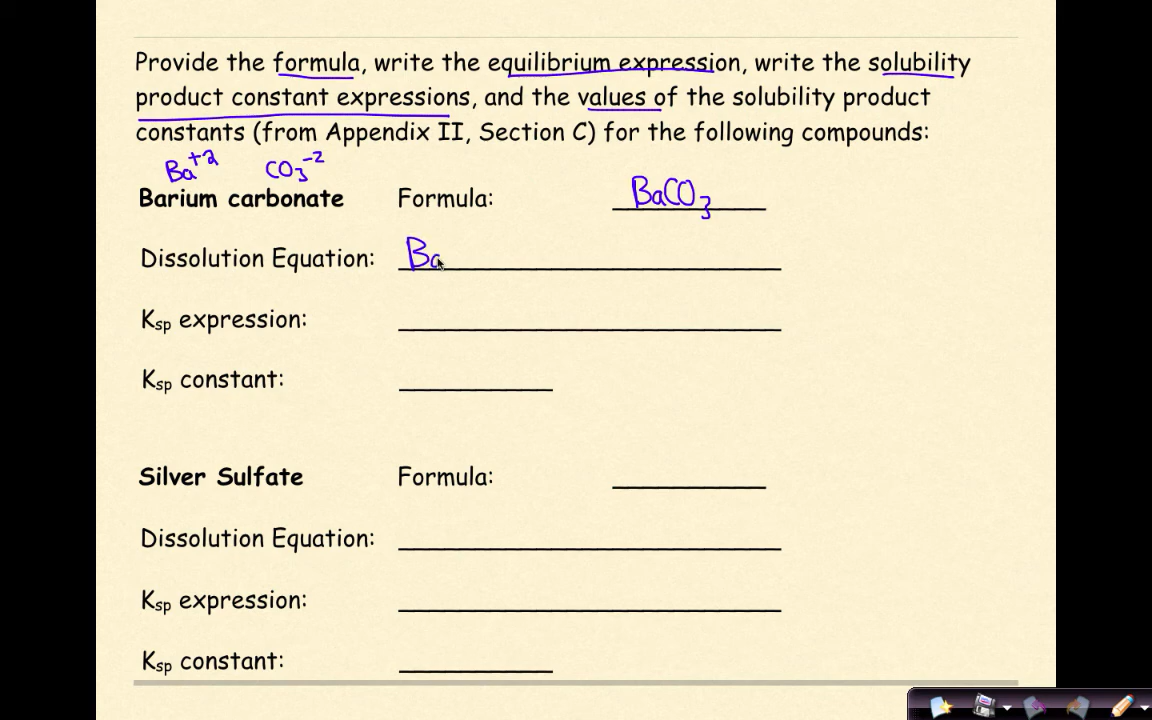 Provide the formula, write the equilibrium expression, write the solubility
product constant expressions, and the values of the solubility product
constants (from Appendix II, Section C) for the following compounds:
Ba+2 CO3-2
Barium carbonate Formula: BaCO3
Dissolution Equation: Ba
Ksp expression:
Ksp constant:
Silver Sulfate Formula:
Dissolution Equation:
Ksp expression:
Ksp constant: